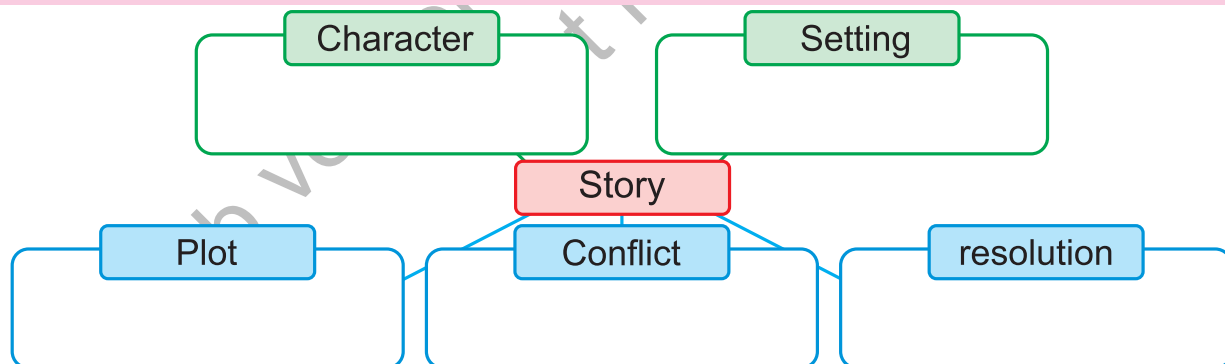 Character
Setting
Story
Plot
Conflict
resolution